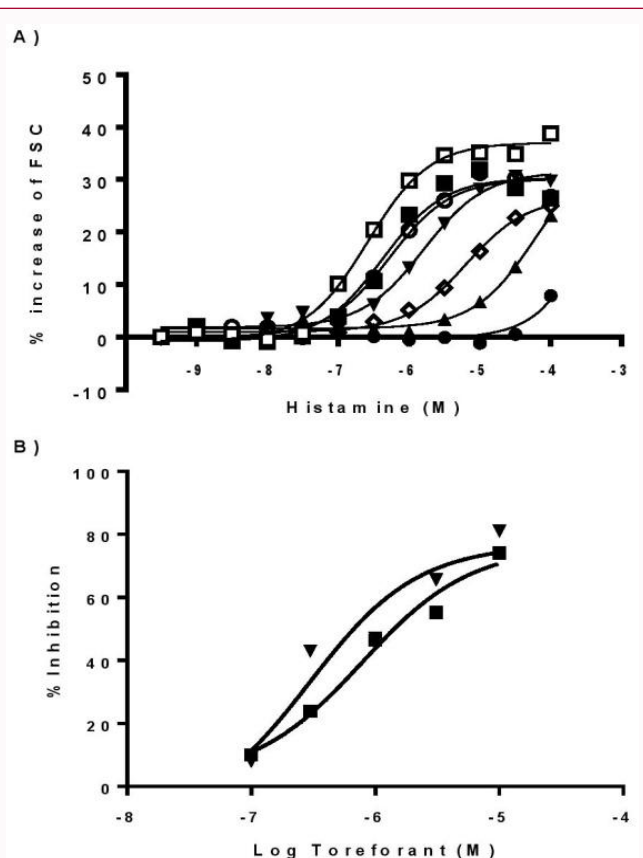 A)
50
40
30
20
10
0
-10
% increase of FSC
-9 -8 -7 -6 -5 -4 -3
Histamine (M)
B)
100
80
60
40
20
0
% Inhibition
-8 -7 -6 -5 -4
Log Toreforant (M)